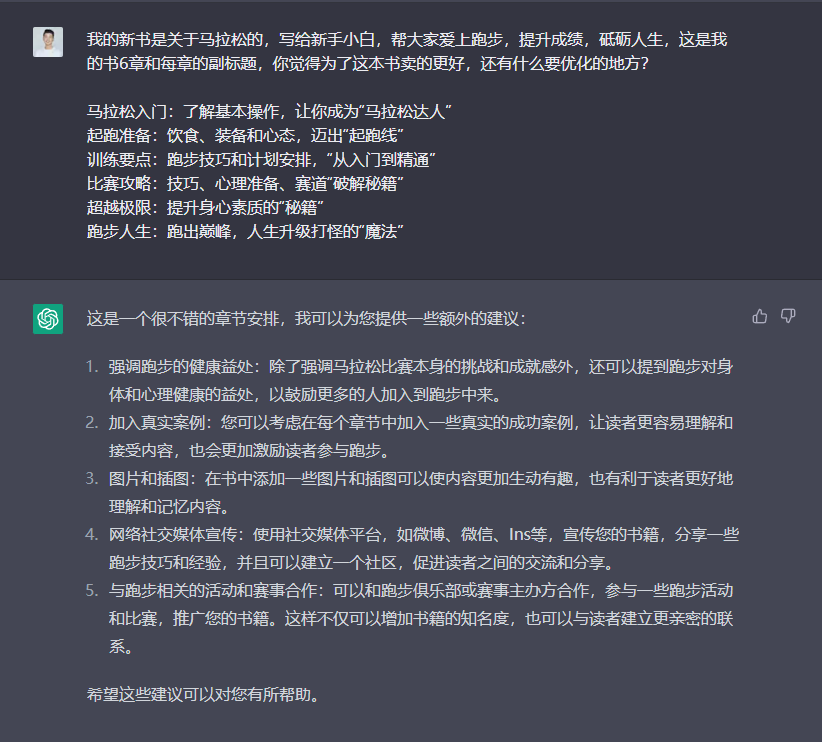 我的新书是关于马拉松的，写给新手小白，帮大家爱上跑步，提升成绩，砥砺人生，这是我
的书6章和每章的副标题，你觉得为了这本书卖的更好，还有什么要优化的地方？
马拉松入门：了解基本操作，让你成为“马拉松达人”
起跑准备：饮食、装备和心态，迈出“起跑线”
训练要点：跑步技巧和计划安排，“从入门到精通”
比赛攻略：技巧、心理准备、赛道“破解秘籍”
超越极限：提升身心素质的“秘籍”
跑步人生：跑出巅峰，人生升级打怪的“魔法”
这是一个很不错的章节安排，我可以为您提供一些额外的建议：
1. 强调跑步的健康益处：除了强调马拉松比赛本身的挑战和成就感外，还可以提到跑步对身
体和心理健康的益处，以鼓励更多的人加入到跑步中来。
2. 加入真实案例：您可以考虑在每个章节中加入一些真实的成功案例，让读者更容易理解和
接受内容，也会更加激励读者参与跑步。
3. 图片和插图：在书中添加一些图片和插图可以使内容更加生动有趣，也有利于读者更好地
理解和记忆内容。
4. 网络社交媒体宣传：使用社交媒体平台，如微博、微信、Ins等，宣传您的书籍，分享一些
跑步技巧和经验，并且可以建立一个社区，促进读者之间的交流和分享。
5. 与跑步相关的活动和赛事合作：可以和跑步俱乐部或赛事主办方合作，参与一些跑步活动
和比赛，推广您的书籍。这样不仅可以增加书籍的知名度，也可以与读者建立更亲密的联
系。
希望这些建议可以对您有所帮助。